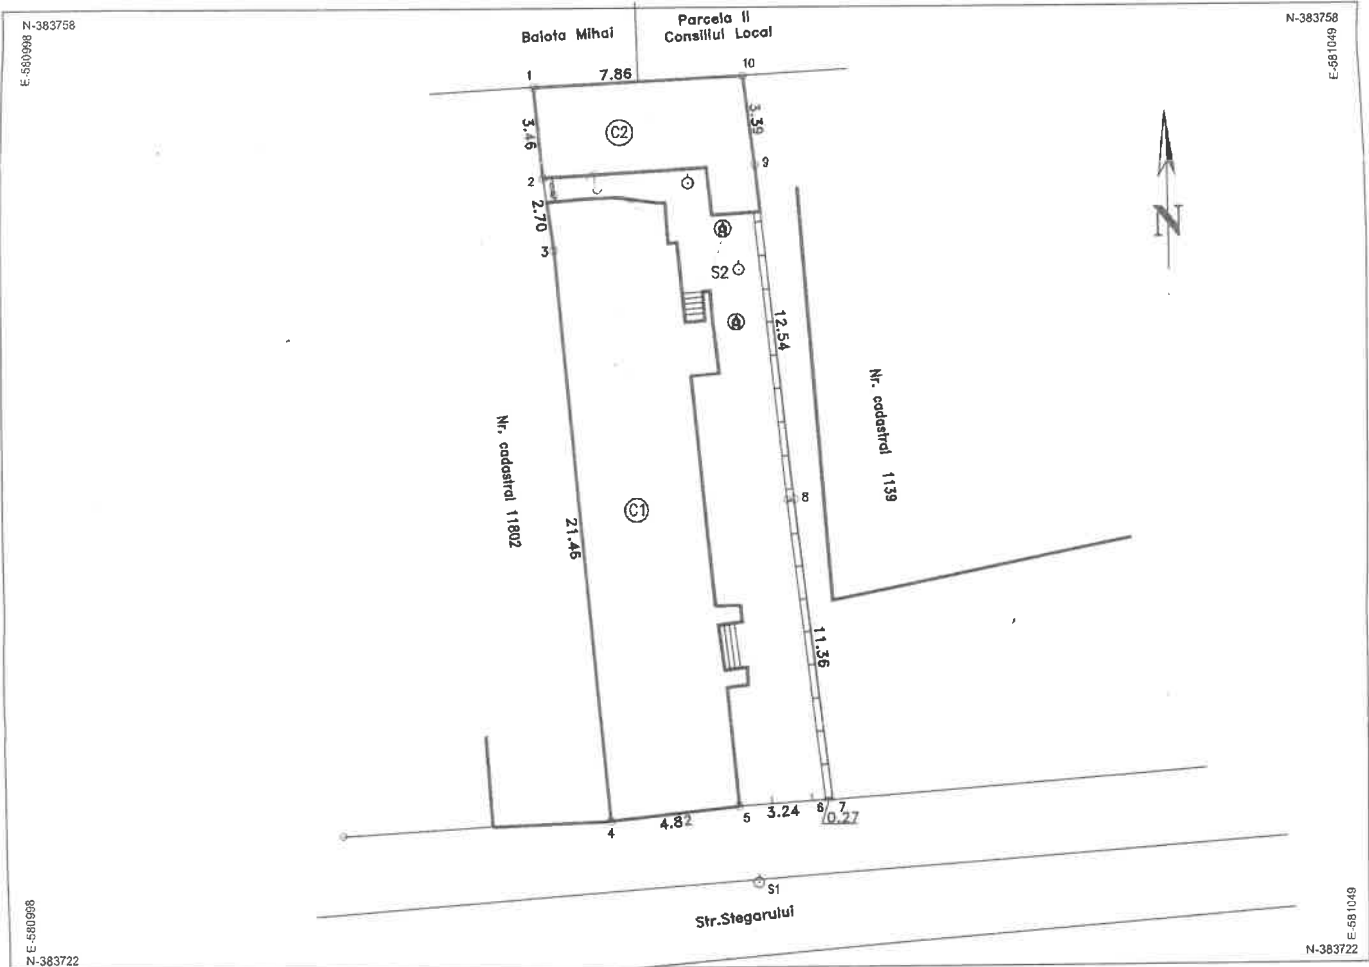 N-383758
E-580998
Balota Mihai
Parcela II
Consiliul Local
N-383758
E-581049
1
7.86
10
3.46
C2
3.39
9
2
2.70
3
S2
N
12.54
Nr. cadastral 11802
Nr. cadastral 1139
8
C1
21.46
11.36
4
4.82
5
3.24
6
7
0.27
S1
Str.Stegarului
E-580998
N-383722
E-581049
N-383722